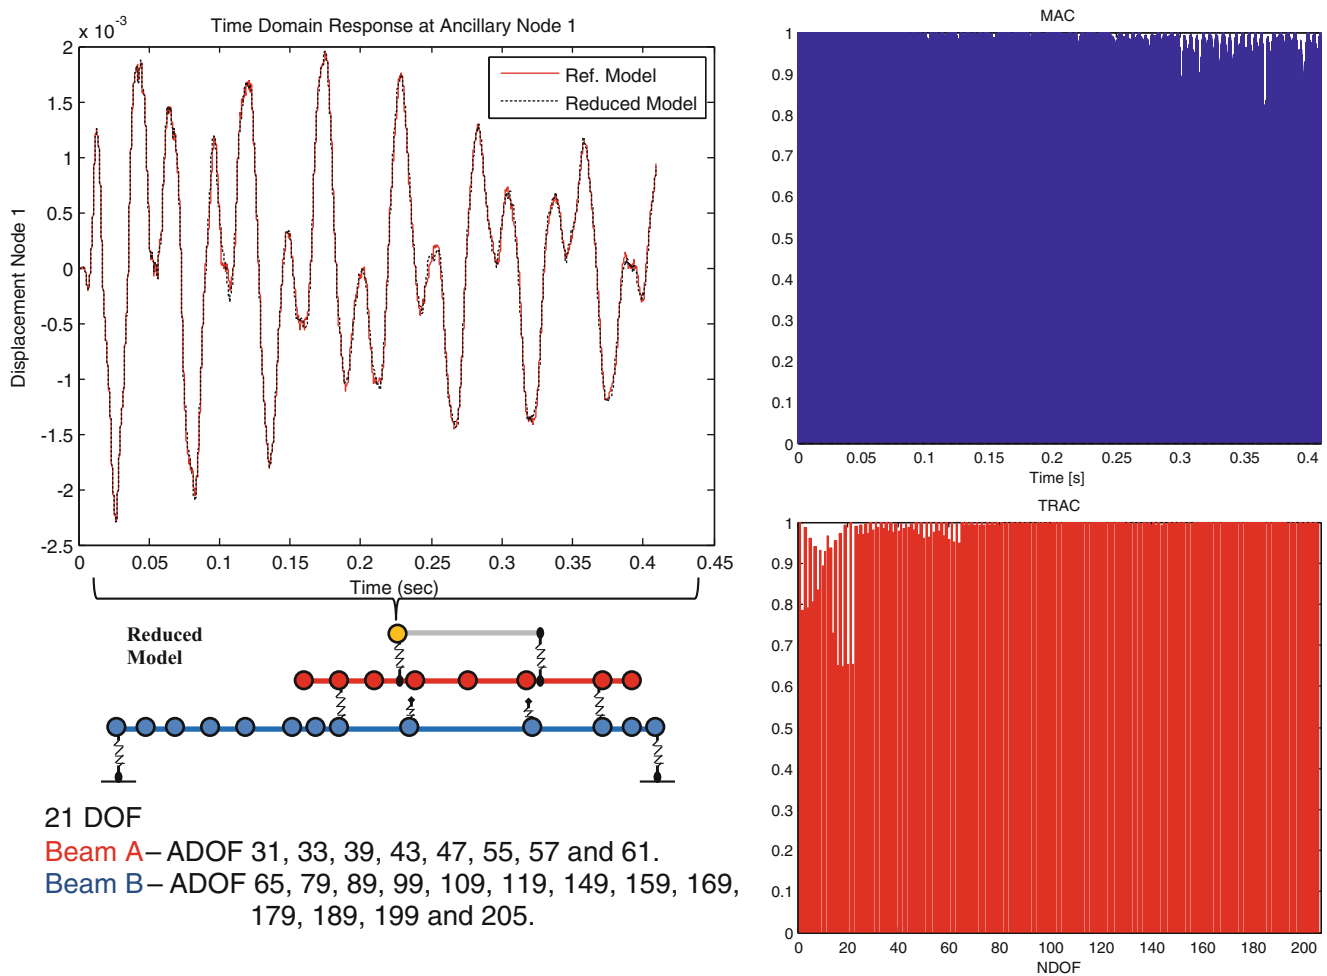 Time Domain Response at Ancillary Node 1
x 10⁻³
2
1.5
1
0.5
0
-0.5
-1
-1.5
-2
-2.5
Displacement Node 1
Ref. Model
Reduced Model
0 0.05 0.1 0.15 0.2 0.25 0.3 0.35 0.4 0.45
Time (sec)
Reduced
Model
21 DOF
Beam A – ADOF 31, 33, 39, 43, 47, 55, 57 and 61.
Beam B – ADOF 65, 79, 89, 99, 109, 119, 149, 159, 169,
179, 189, 199 and 205.
MAC
1
0.9
0.8
0.7
0.6
0.5
0.4
0.3
0.2
0.1
0
0 0.05 0.1 0.15 0.2 0.25 0.3 0.35 0.4
Time [s]
TRAC
1
0.9
0.8
0.7
0.6
0.5
0.4
0.3
0.2
0.1
0
0 20 40 60 80 100 120 140 160 180 200
NDOF